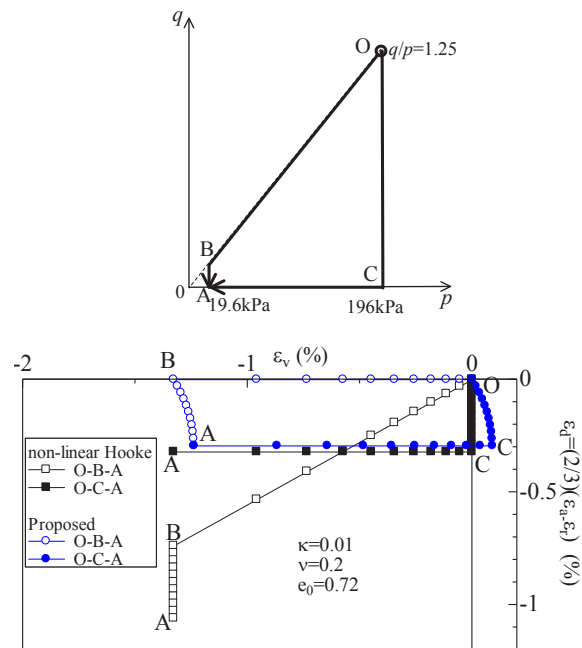 q
O q/p=1.25
B
C
0 A 19.6kPa 196kPa p
-2 B -1 εv (%) 0
O 0
A
non-linear Hooke
O-B-A
O-C-A
A C C
-0.5
Proposed
O-B-A
O-C-A
B
κ=0.01
ν=0.2
e0=0.72
A -1
εd=(2/3)(εa-εr) (%)